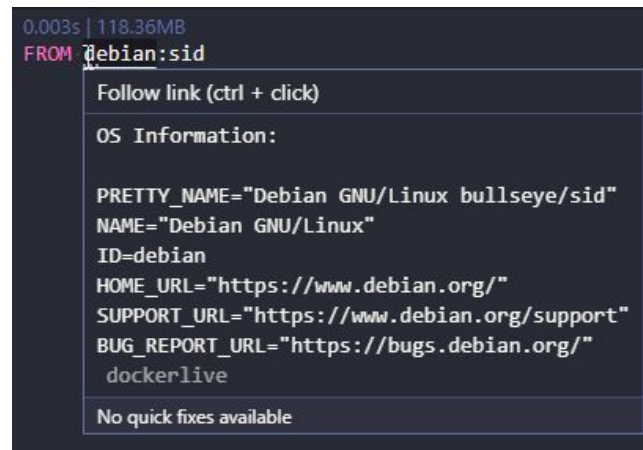 0.003s | 118.36MB
FROM debian:sid
Follow link (ctrl + click)
OS Information:
PRETTY_NAME="Debian GNU/Linux bullseye/sid"
NAME="Debian GNU/Linux"
ID=debian
HOME_URL="https://www.debian.org/"
SUPPORT_URL="https://www.debian.org/support"
BUG_REPORT_URL="https://bugs.debian.org/"
dockerlive
No quick fixes available